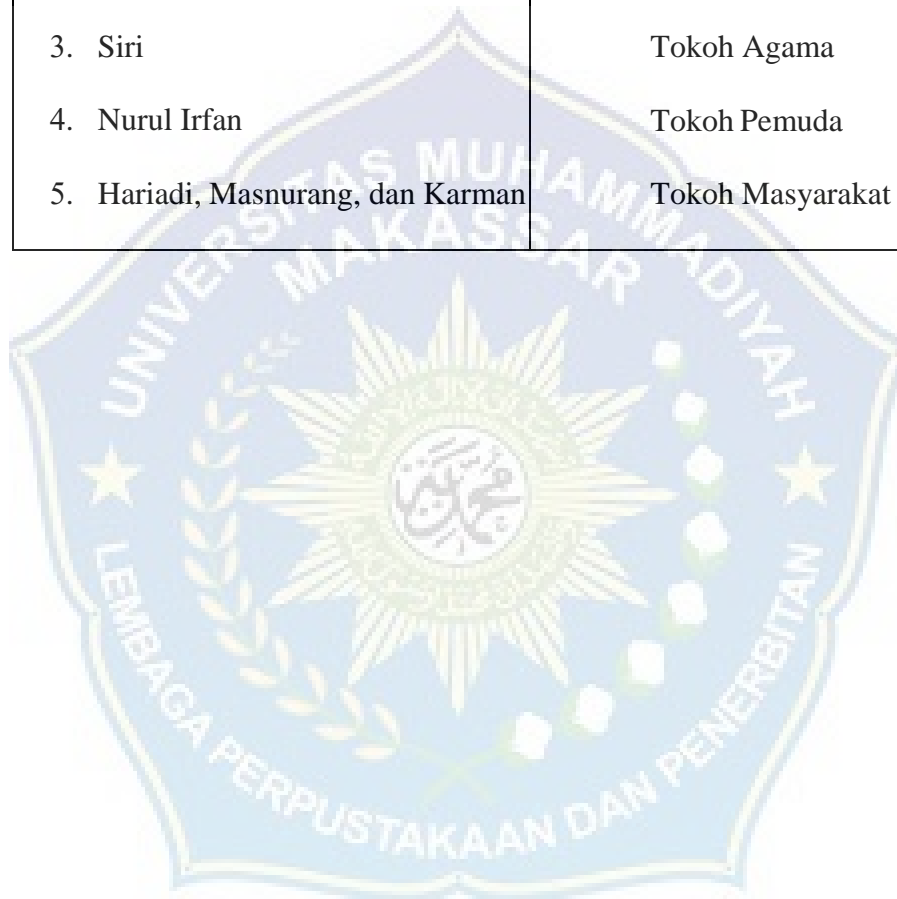 3. Siri Tokoh Agama
4. Nurul Irfan Tokoh Pemuda
5. Hariadi, Masnurang, dan Karman Tokoh Masyarakat
UNIVERSITAS MUHAMMADIYAH
MAKASSAR
محمد
LEMBAGA PERPUSTAKAAN DAN PENERBITAN